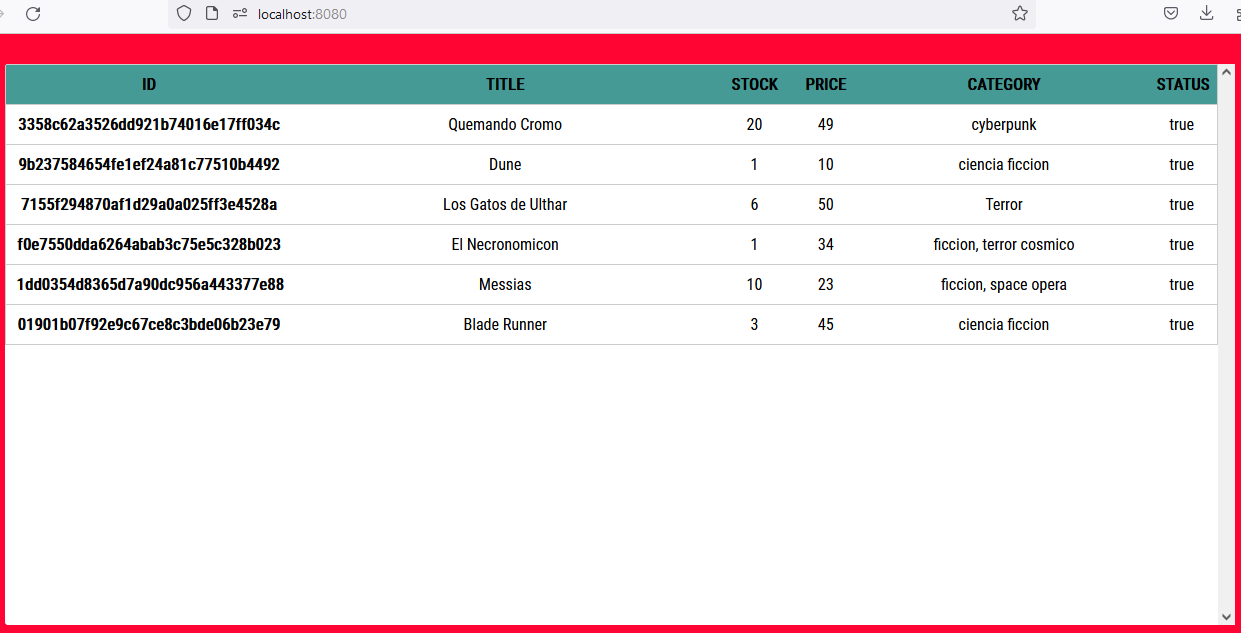 localhost:8080
ID TITLE STOCK PRICE CATEGORY STATUS
3358c62a3526dd921b74016e17ff034c Quemando Cromo 20 49 cyberpunk true
9b237584654fe1ef24a81c77510b4492 Dune 1 10 ciencia ficcion true
7155f294870af1d29a0a025ff3e4528a Los Gatos de Ulthar 6 50 Terror true
f0e7550dda6264abab3c75e5c328b023 El Necronomicon 1 34 ficcion, terror cosmico true
1dd0354d8365d7a90dc956a443377e88 Messias 10 23 ficcion, space opera true
01901b07f92e9c67ce8c3bde06b23e79 Blade Runner 3 45 ciencia ficcion true